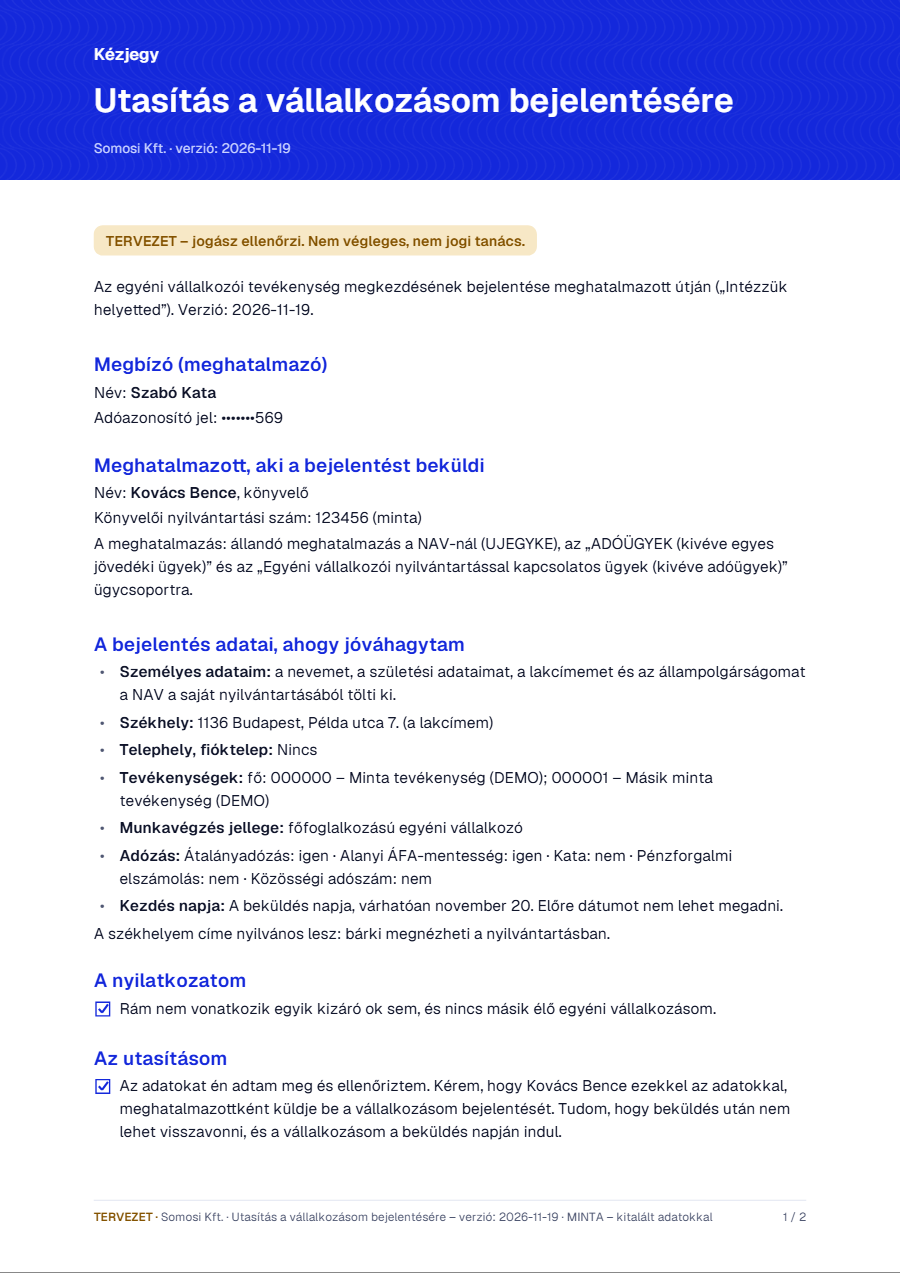 Kézjegy
Utasítás a vállalkozásom bejelentésére
Somosi Kft. · verzió: 2026-11-19
TERVEZET – jogász ellenőrzi. Nem végleges, nem jogi tanács.
Az egyéni vállalkozói tevékenység megkezdésének bejelentése meghatalmazott útján („Intézzük
helyetted”). Verzió: 2026-11-19.
Megbízó (meghatalmazó)
Név: Szabó Kata
Adóazonosító jel: •••••••569
Meghatalmazott, aki a bejelentést beküldi
Név: Kovács Bence, könyvelő
Könyvelői nyilvántartási szám: 123456 (minta)
A meghatalmazás: állandó meghatalmazás a NAV-nál (UJEGYKE), az „ADÓÜGYEK (kivéve egyes
jövedéki ügyek)” és az „Egyéni vállalkozói nyilvántartással kapcsolatos ügyek (kivéve adóügyek)”
ügycsoportra.
A bejelentés adatai, ahogy jóváhagytam
• Személyes adataim: a nevemet, a születési adataimat, a lakcímemet és az állampolgárságomat
a NAV a saját nyilvántartásából tölti ki.
• Székhely: 1136 Budapest, Példa utca 7. (a lakcímem)
• Telephely, fióktelep: Nincs
• Tevékenységek: fő: 000000 – Minta tevékenység (DEMO); 000001 – Másik minta
tevékenység (DEMO)
• Munkavégzés jellege: főfoglalkozású egyéni vállalkozó
• Adózás: Átalányadózás: igen · Alanyi ÁFA-mentesség: igen · Kata: nem · Pénzforgalmi
elszámolás: nem · Közösségi adószám: nem
• Kezdés napja: A beküldés napja, várhatóan november 20. Előre dátumot nem lehet megadni.
A székhelyem címe nyilvános lesz: bárki megnézheti a nyilvántartásban.
A nyilatkozatom
☑ Rám nem vonatkozik egyik kizáró ok sem, és nincs másik élő egyéni vállalkozásom.
Az utasításom
☑ Az adatokat én adtam meg és ellenőriztem. Kérem, hogy Kovács Bence ezekkel az adatokkal,
meghatalmazottként küldje be a vállalkozásom bejelentését. Tudom, hogy beküldés után nem
lehet visszavonni, és a vállalkozásom a beküldés napján indul.
TERVEZET · Somosi Kft. · Utasítás a vállalkozásom bejelentésére – verzió: 2026-11-19 · MINTA – kitalált adatokkal 1 / 2